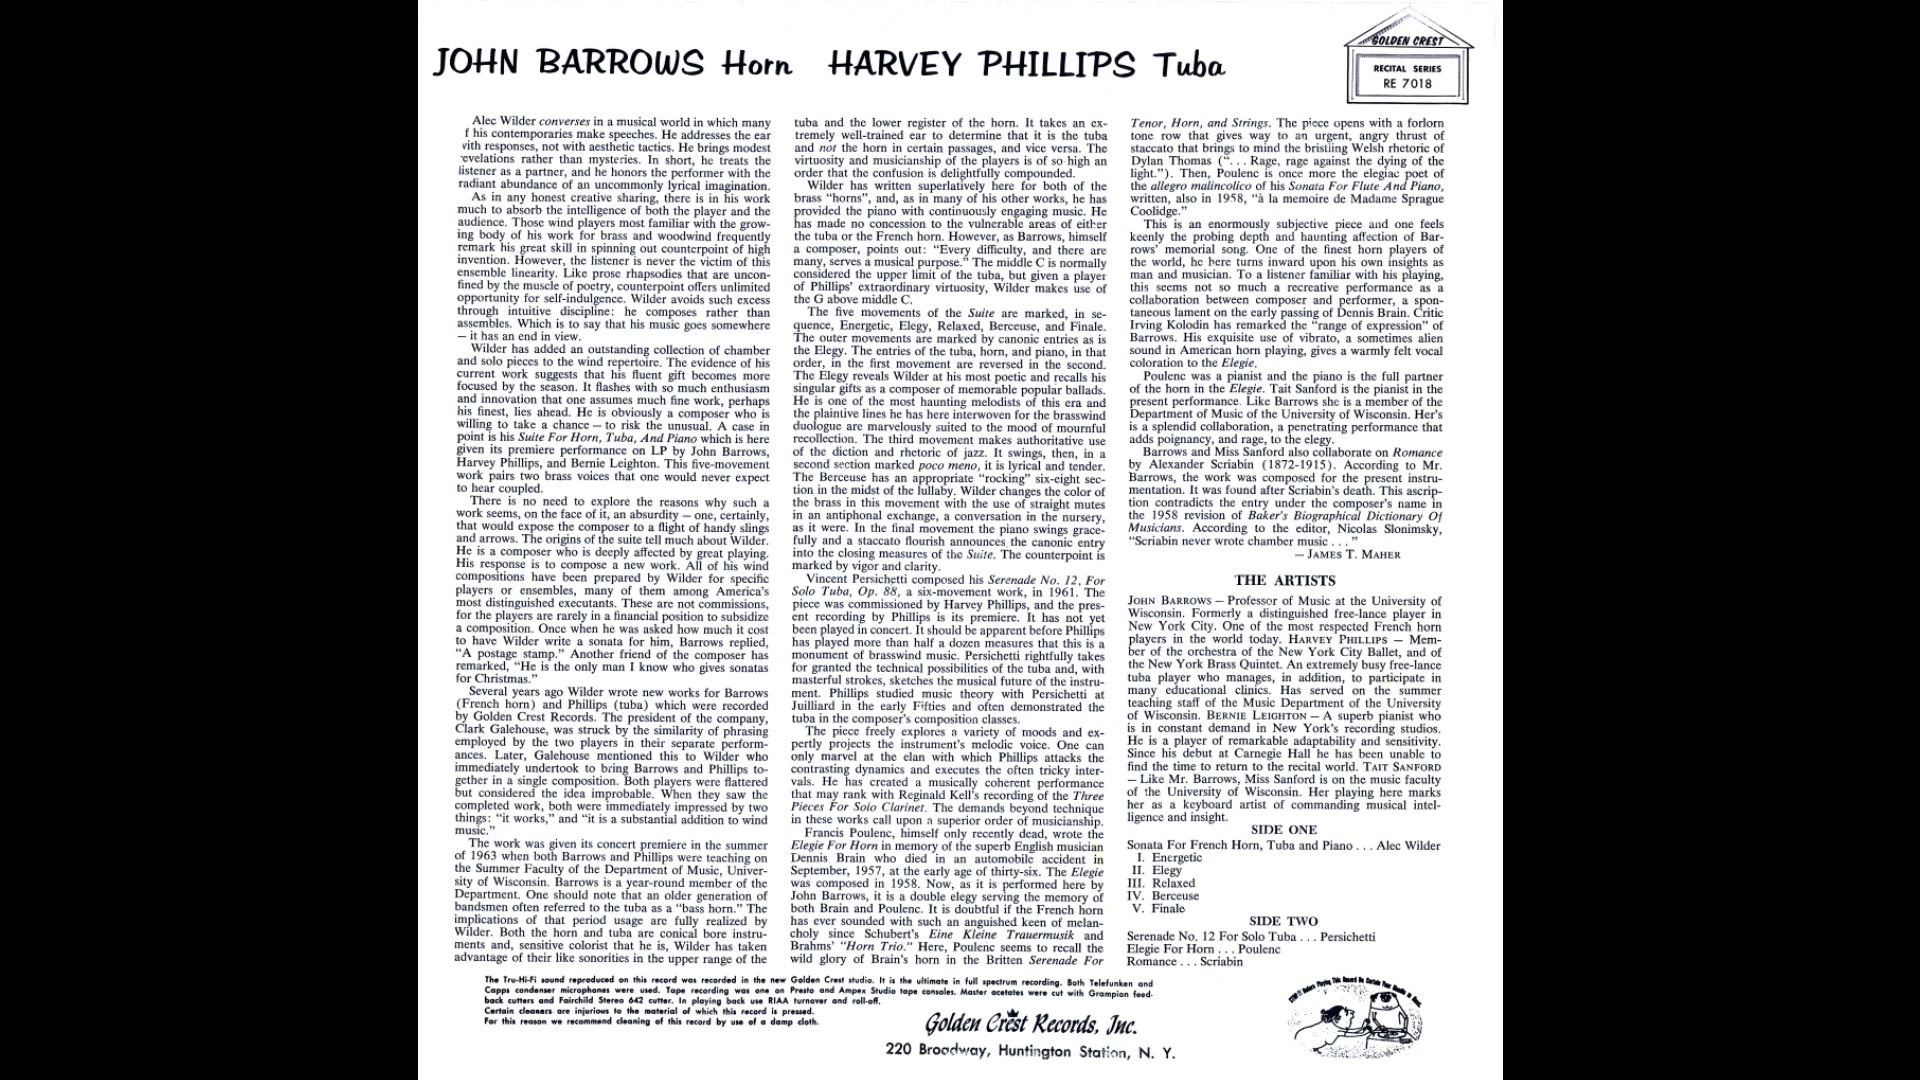 JOHN BARROWS Horn HARVEY PHILLIPS Tuba
GOLDEN CREST
RECITAL SERIES
RE 7018
Alec Wilder converses in a musical world in which many
f his contemporaries make speeches. He addresses the ear
vith responses, not with aesthetic tactics. He brings modest
revelations rather than mysteries. In short, he treats the
listener as a partner, and he honors the performer with the
radiant abundance of an uncommonly lyrical imagination.
As in any honest creative sharing, there is in his work
much to absorb the intelligence of both the player and the
audience. Those wind players most familiar with the grow-
ing body of his work for brass and woodwind frequently
remark his great skill in spinning out counterpoint of high
invention. However, the listener is never the victim of this
ensemble linearity. Like prose rhapsodies that are uncon-
fined by the muscle of poetry, counterpoint offers unlimited
opportunity for self-indulgence. Wilder avoids such excess
through intuitive discipline: he composes rather than
assembles. Which is to say that his music goes somewhere
— it has an end in view.
Wilder has added an outstanding collection of chamber
and solo pieces to the wind repertoire. The evidence of his
current work suggests that his fluent gift becomes more
focused by the season. It flashes with so much enthusiasm
and innovation that one assumes much fine work, perhaps
his finest, lies ahead. He is obviously a composer who is
willing to take a chance — to risk the unusual. A case in
point is his Suite For Horn, Tuba, And Piano which is here
given its premiere performance on LP by John Barrows,
Harvey Phillips, and Bernie Leighton. This five-movement
work pairs two brass voices that one would never expect
to hear coupled.
There is no need to explore the reasons why such a
work seems, on the face of it, an absurdity — one, certainly,
that would expose the composer to a flight of handy slings
and arrows. The origins of the suite tell much about Wilder.
He is a composer who is deeply affected by great playing.
His response is to compose a new work. All of his wind
compositions have been prepared by Wilder for specific
players or ensembles, many of them among America's
most distinguished executants. These are not commissions,
for the players are rarely in a financial position to subsidize
a composition. Once when he was asked how much it cost
to have Wilder write a sonata for him, Barrows replied,
"A postage stamp." Another friend of the composer has
remarked, "He is the only man I know who gives sonatas
for Christmas."
Several years ago Wilder wrote new works for Barrows
(French horn) and Phillips (tuba) which were recorded
by Golden Crest Records. The president of the company,
Clark Galehouse, was struck by the similarity of phrasing
employed by the two players in their separate perform-
ances. Later, Galehouse mentioned this to Wilder who
immediately undertook to bring Barrows and Phillips to-
gether in a single composition. Both players were flattered
but considered the idea improbable. When they saw the
completed work, both were immediately impressed by two
things: "it works," and "it is a substantial addition to wind
music."
The work was given its concert premiere in the summer
of 1963 when both Barrows and Phillips were teaching on
the Summer Faculty of the Department of Music, Univer-
sity of Wisconsin. Barrows is a year-round member of the
Department. One should note that an older generation of
bandsmen often referred to the tuba as a "bass horn." The
implications of that period usage are fully realized by
Wilder. Both the horn and tuba are conical bore instru-
ments and, sensitive colorist that he is, Wilder has taken
advantage of their like sonorities in the upper range of the
tuba and the lower register of the horn. It takes an ex-
tremely well-trained ear to determine that it is the tuba
and not the horn in certain passages, and vice versa. The
virtuosity and musicianship of the players is of so high an
order that the confusion is delightfully compounded.
Wilder has written superlatively here for both of the
brass "horns", and, as in many of his other works, he has
provided the piano with continuously engaging music. He
has made no concession to the vulnerable areas of either
the tuba or the French horn. However, as Barrows, himself
a composer, points out: "Every difficulty, and there are
many, serves a musical purpose." The middle C is normally
considered the upper limit of the tuba, but given a player
of Phillips' extraordinary virtuosity, Wilder makes use of
the G above middle C.
The five movements of the Suite are marked, in se-
quence, Energetic, Elegy, Relaxed, Berceuse, and Finale.
The outer movements are marked by canonic entries as is
the Elegy. The entries of the tuba, horn, and piano, in that
order, in the first movement are reversed in the second.
The Elegy reveals Wilder at his most poetic and recalls his
singular gifts as a composer of memorable popular ballads.
He is one of the most haunting melodists of this era and
the plaintive lines he has here interwoven for the brasswind
duologue are marvelously suited to the mood of mournful
recollection. The third movement makes authoritative use
of the diction and rhetoric of jazz. It swings, then, in a
second section marked poco meno, it is lyrical and tender.
The Berceuse has an appropriate "rocking" six-eight sec-
tion in the midst of the lullaby. Wilder changes the color of
the brass in this movement with the use of straight mutes
in an antiphonal exchange, a conversation in the nursery,
as it were. In the final movement the piano swings grace-
fully and a staccato flourish announces the canonic entry
into the closing measures of the Suite. The counterpoint is
marked by vigor and clarity.
Vincent Persichetti composed his Serenade No. 12, For
Solo Tuba, Op. 88, a six-movement work, in 1961. The
piece was commissioned by Harvey Phillips, and the pres-
ent recording by Phillips is its premiere. It has not yet
been played in concert. It should be apparent before Phillips
has played more than half a dozen measures that this is a
monument of brasswind music. Persichetti rightfully takes
for granted the technical possibilities of the tuba and, with
masterful strokes, sketches the musical future of the instru-
ment. Phillips studied music theory with Persichetti at
Juilliard in the early Fifties and often demonstrated the
tuba in the composer's composition classes.
The piece freely explores a variety of moods and ex-
pertly projects the instrument's melodic voice. One can
only marvel at the elan with which Phillips attacks the
contrasting dynamics and executes the often tricky inter-
vals. He has created a musically coherent performance
that may rank with Reginald Kell's recording of the Three
Pieces For Solo Clarinet. The demands beyond technique
in these works call upon a superior order of musicianship.
Francis Poulenc, himself only recently dead, wrote the
Elegie For Horn in memory of the superb English musician
Dennis Brain who died in an automobile accident in
September, 1957, at the early age of thirty-six. The Elegie
was composed in 1958. Now, as it is performed here by
John Barrows, it is a double elegy serving the memory of
both Brain and Poulenc. It is doubtful if the French horn
has ever sounded with such an anguished keen of melan-
choly since Schubert's Eine Kleine Trauermusik and
Brahms' "Horn Trio." Here, Poulenc seems to recall the
wild glory of Brain's horn in the Britten Serenade For
Tenor, Horn, and Strings. The piece opens with a forlorn
tone row that gives way to an urgent, angry thrust of
staccato that brings to mind the bristling Welsh rhetoric of
Dylan Thomas (". . . Rage, rage against the dying of the
light."). Then, Poulenc is once more the elegiac poet of
the allegro malincolico of his Sonata For Flute And Piano,
written, also in 1958, "à la memoire de Madame Sprague
Coolidge."
This is an enormously subjective piece and one feels
keenly the probing depth and haunting affection of Bar-
rows' memorial song. One of the finest horn players of
the world, he here turns inward upon his own insights as
man and musician. To a listener familiar with his playing,
this seems not so much a recreative performance as a
collaboration between composer and performer, a spon-
taneous lament on the early passing of Dennis Brain. Critic
Irving Kolodin has remarked the "range of expression" of
Barrows. His exquisite use of vibrato, a sometimes alien
sound in American horn playing, gives a warmly felt vocal
coloration to the Elegie.
Poulenc was a pianist and the piano is the full partner
of the horn in the Elegie. Tait Sanford is the pianist in the
present performance. Like Barrows she is a member of the
Department of Music of the University of Wisconsin. Her's
is a splendid collaboration, a penetrating performance that
adds poignancy, and rage, to the elegy.
Barrows and Miss Sanford also collaborate on Romance
by Alexander Scriabin (1872-1915). According to Mr.
Barrows, the work was composed for the present instru-
mentation. It was found after Scriabin's death. This ascrip-
tion contradicts the entry under the composer's name in
the 1958 revision of Baker's Biographical Dictionary Of
Musicians. According to the editor, Nicolas Slonimsky,
"Scriabin never wrote chamber music . . . "
— JAMES T. MAHER
THE ARTISTS
JOHN BARROWS — Professor of Music at the University of
Wisconsin. Formerly a distinguished free-lance player in
New York City. One of the most respected French horn
players in the world today. HARVEY PHILLIPS — Mem-
ber of the orchestra of the New York City Ballet, and of
the New York Brass Quintet. An extremely busy free-lance
tuba player who manages, in addition, to participate in
many educational clinics. Has served on the summer
teaching staff of the Music Department of the University
of Wisconsin. BERNIE LEIGHTON — A superb pianist who
is in constant demand in New York's recording studios.
He is a player of remarkable adaptability and sensitivity.
Since his debut at Carnegie Hall he has been unable to
find the time to return to the recital world. TAIT SANFORD
— Like Mr. Barrows, Miss Sanford is on the music faculty
of the University of Wisconsin. Her playing here marks
her as a keyboard artist of commanding musical intel-
ligence and insight.
SIDE ONE
Sonata For French Horn, Tuba and Piano . . . Alec Wilder
I. Energetic
II. Elegy
III. Relaxed
IV. Berceuse
V. Finale
SIDE TWO
Serenade No. 12 For Solo Tuba . . . Persichetti
Elegie For Horn . . . Poulenc
Romance . . . Scriabin
The Tru-Hi-Fi sound reproduced on this record was recorded in the new Golden Crest studio. It is the ultimate in full spectrum recording. Both Telefunken and
Capps condenser microphones were used. Tape recording was one on Presto and Ampex Studio tape consoles. Master acetates were cut with Grampion feed-
back cutters and Fairchild Stereo 642 cutter. In playing back use RIAA turnover and roll-off.
Certain cleaners are injurious to the material of which this record is pressed.
For this reason we recommend cleaning of this record by use of a damp cloth.
Golden Crest Records, Inc.
220 Broadway, Huntington Station, N. Y.